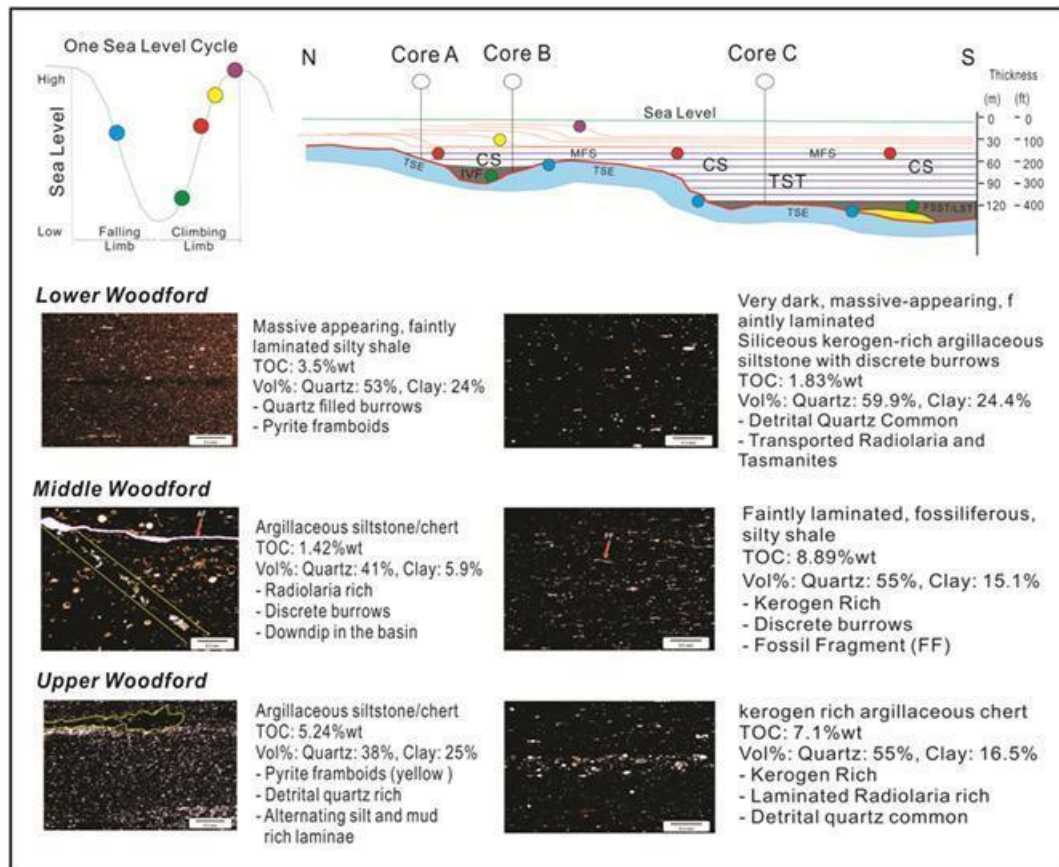 One Sea Level Cycle
High
Sea Level
Low
Falling
Limb
Climbing
Limb
N
Core A
Core B
Core C
S
Thickness
(m) (ft)
Sea Level
0 0
30 100
60 200
90 300
120 400
TSE
CS
IVF
MFS
TSE
CS
TST
MFS
CS
TSE
FSST/LST
Lower Woodford
Massive appearing, faintly
laminated silty shale
TOC: 3.5%wt
Vol%: Quartz: 53%, Clay: 24%
- Quartz filled burrows
- Pyrite framboids
Very dark, massive-appearing, f
aintly laminated
Siliceous kerogen-rich argillaceous
siltstone with discrete burrows
TOC: 1.83%wt
Vol%: Quartz: 59.9%, Clay: 24.4%
- Detrital Quartz Common
- Transported Radiolaria and
Tasmanites
Middle Woodford
Argillaceous siltstone/chert
TOC: 1.42%wt
Vol%: Quartz: 41%, Clay: 5.9%
- Radiolaria rich
- Discrete burrows
- Downdip in the basin
FF
Faintly laminated, fossiliferous,
silty shale
TOC: 8.89%wt
Vol%: Quartz: 55%, Clay: 15.1%
- Kerogen Rich
- Discrete burrows
- Fossil Fragment (FF)
Upper Woodford
Argillaceous siltstone/chert
TOC: 5.24%wt
Vol%: Quartz: 38%, Clay: 25%
- Pyrite framboids (yellow )
- Detrital quartz rich
- Alternating silt and mud
rich laminae
kerogen rich argillaceous chert
TOC: 7.1%wt
Vol%: Quartz: 55%, Clay: 16.5%
- Kerogen Rich
- Laminated Radiolaria rich
- Detrital quartz common